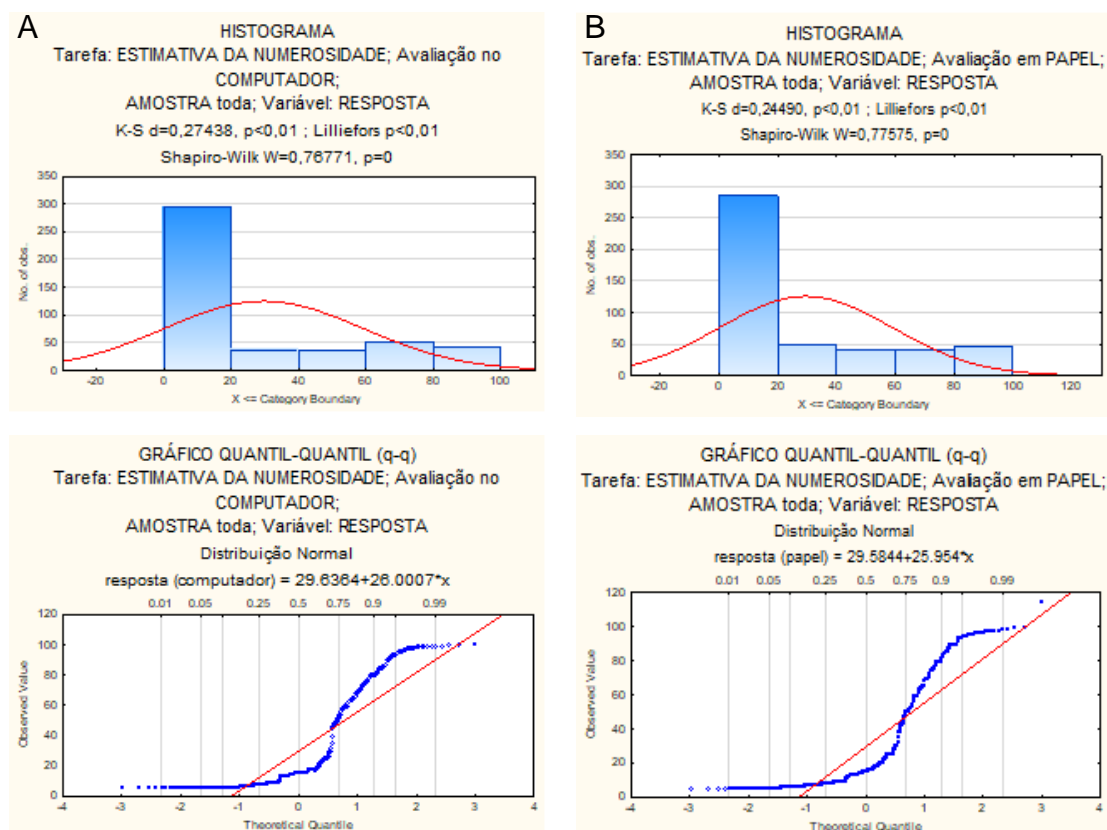 A
HISTOGRAMA
Tarefa: ESTIMATIVA DA NUMEROSIDADE; Avaliação no
COMPUTADOR;
AMOSTRA toda; Variável: RESPOSTA
K-S d=0,27438, p<0,01 ; Lilliefors p<0,01
Shapiro-Wilk W=0,76771, p=0
350
300
250
200
150
100
50
0
No. of obs.
-20 0 20 40 60 80 100
X <= Category Boundary
B
HISTOGRAMA
Tarefa: ESTIMATIVA DA NUMEROSIDADE; Avaliação em PAPEL;
AMOSTRA toda; Variável: RESPOSTA
K-S d=0,24490, p<0,01 ; Lilliefors p<0,01
Shapiro-Wilk W=0,77575, p=0
350
300
250
200
150
100
50
0
No. of obs.
-20 0 20 40 60 80 100 120
X <= Category Boundary
GRÁFICO QUANTIL-QUANTIL (q-q)
Tarefa: ESTIMATIVA DA NUMEROSIDADE; Avaliação no
COMPUTADOR;
AMOSTRA toda; Variável: RESPOSTA
Distribuição Normal
resposta (computador) = 29.6364+26.0007*x
0.01 0.05 0.25 0.5 0.75 0.9 0.99
120
100
80
60
40
20
0
Observed Value
-4 -3 -2 -1 0 1 2 3 4
Theoretical Quantile
GRÁFICO QUANTIL-QUANTIL (q-q)
Tarefa: ESTIMATIVA DA NUMEROSIDADE; Avaliação em PAPEL;
AMOSTRA toda; Variável: RESPOSTA
Distribuição Normal
resposta (papel) = 29.5844+25.954*x
0.01 0.05 0.25 0.5 0.75 0.9 0.99
120
100
80
60
40
20
0
Observed Value
-4 -3 -2 -1 0 1 2 3 4
Theoretical Quantile